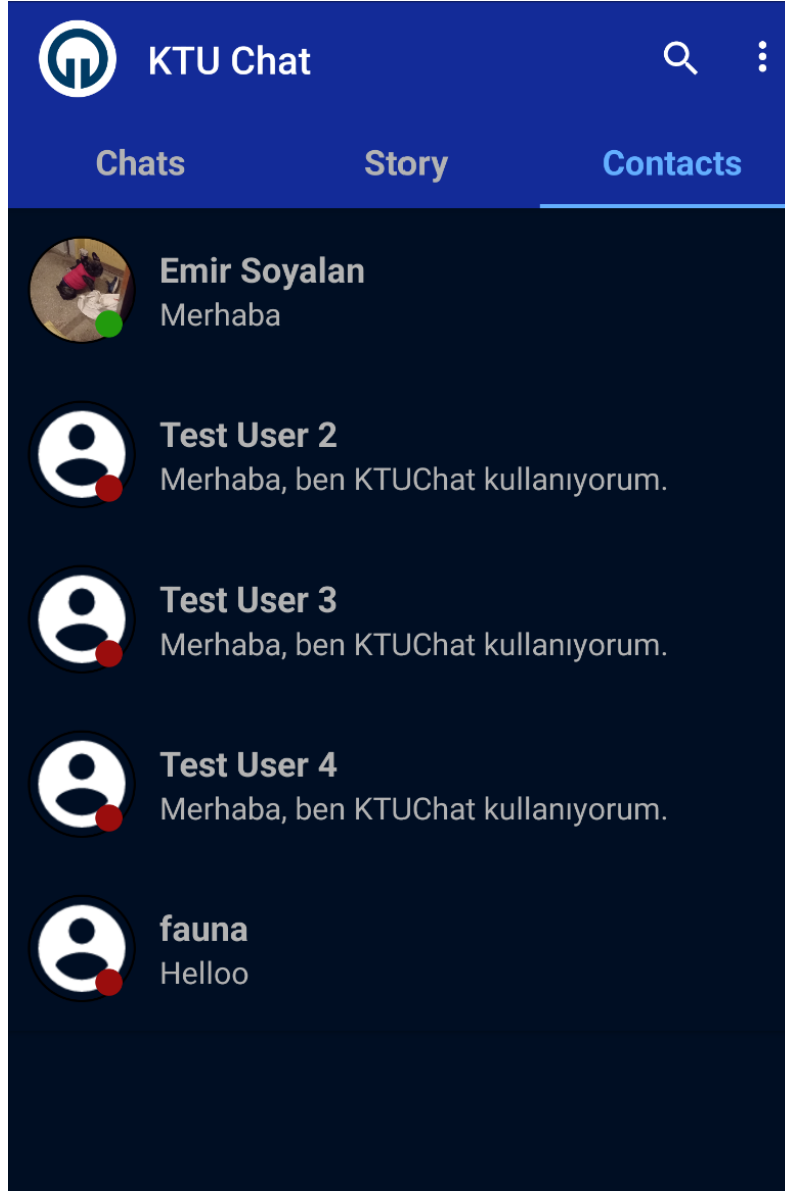 KTU Chat
Chats Story Contacts
Emir Soyalan
Merhaba
Test User 2
Merhaba, ben KTUChat kullanıyorum.
Test User 3
Merhaba, ben KTUChat kullanıyorum.
Test User 4
Merhaba, ben KTUChat kullanıyorum.
fauna
Helloo